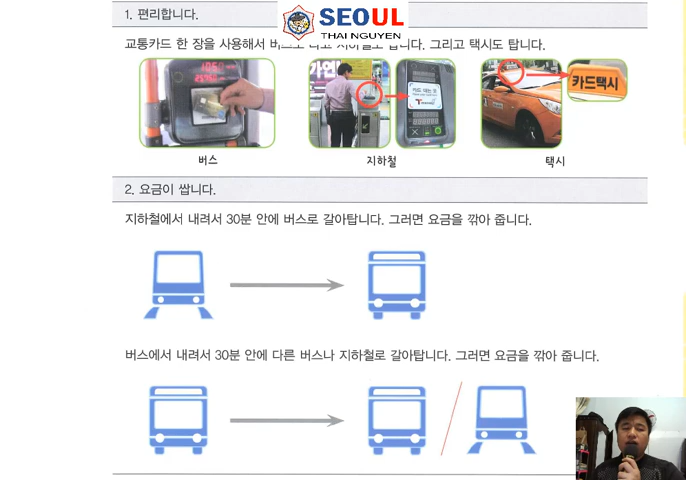 1. 편리합니다.
SEOUL
THAI NGUYEN
교통카드 한 장을 사용해서 지하철도 탑니다. 그리고 택시도 탑니다.
카드택시
버스
지하철
택시
2. 요금이 쌉니다.
지하철에서 내려서 30분 안에 버스로 갈아탑니다. 그러면 요금을 깎아 줍니다.
버스에서 내려서 30분 안에 다른 버스나 지하철로 갈아탑니다. 그러면 요금을 깎아 줍니다.